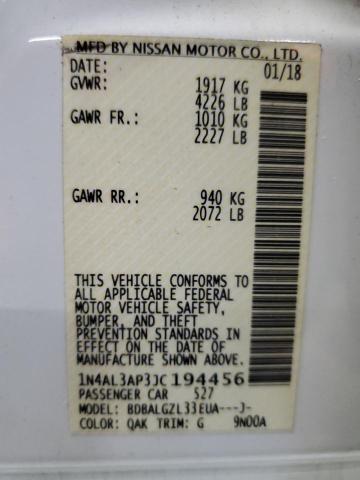 MFD BY NISSAN MOTOR CO., LTD.
DATE: 01/18
GVWR: 1917 KG
4226 LB
GAWR FR.: 1010 KG
2227 LB
GAWR RR.: 940 KG
2072 LB
THIS VEHICLE CONFORMS TO
ALL APPLICABLE FEDERAL
MOTOR VEHICLE SAFETY,
BUMPER, AND THEFT
PREVENTION STANDARDS IN
EFFECT ON THE DATE OF
MANUFACTURE SHOWN ABOVE.
1N4AL3AP3JC194456
PASSENGER CAR 527
MODEL: BDBALGZL33EUA---J-
COLOR: QAK TRIM: G 9N00A